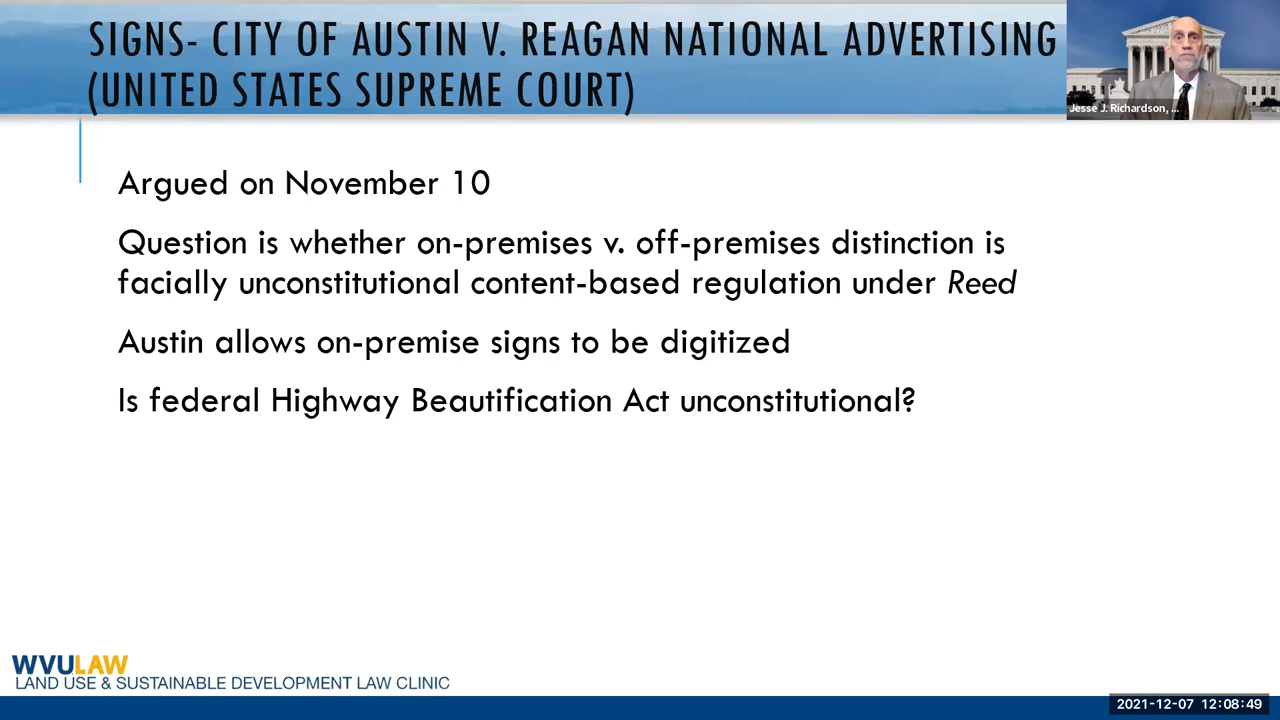 SIGNS- CITY OF AUSTIN V. REAGAN NATIONAL ADVERTISING
(UNITED STATES SUPREME COURT)
Jesse J. Richardson, ...
Argued on November 10
Question is whether on-premises v. off-premises distinction is
facially unconstitutional content-based regulation under Reed
Austin allows on-premise signs to be digitized
Is federal Highway Beautification Act unconstitutional?
WVULAW
LAND USE & SUSTAINABLE DEVELOPMENT LAW CLINIC
2021-12-07 12:08:49